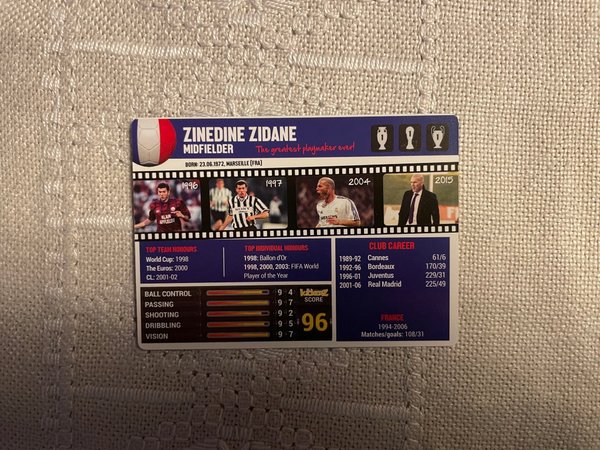 ZINEDINE ZIDANE
MIDFIELDER
The greatest playmaker ever!
BORN: 23.06.1972, MARSEILLE (FRA)
1996
1997
2004
2015
TOP TEAM HONOURS
World Cup: 1998
The Euros: 2000
CL: 2001-02
TOP INDIVIDUAL HONOURS
1998: Ballon d'Or
1998, 2000, 2003: FIFA World
Player of the Year
CLUB CAREER
1989-92 Cannes 61/6
1992-96 Bordeaux 170/39
1996-01 Juventus 229/31
2001-06 Real Madrid 225/49
FRANCE
1994-2006
Matches/goals: 108/31
BALL CONTROL 9 4
PASSING 9 7
SHOOTING 9 2
DRIBBLING 9 5
VISION 9 7
SCORE
96